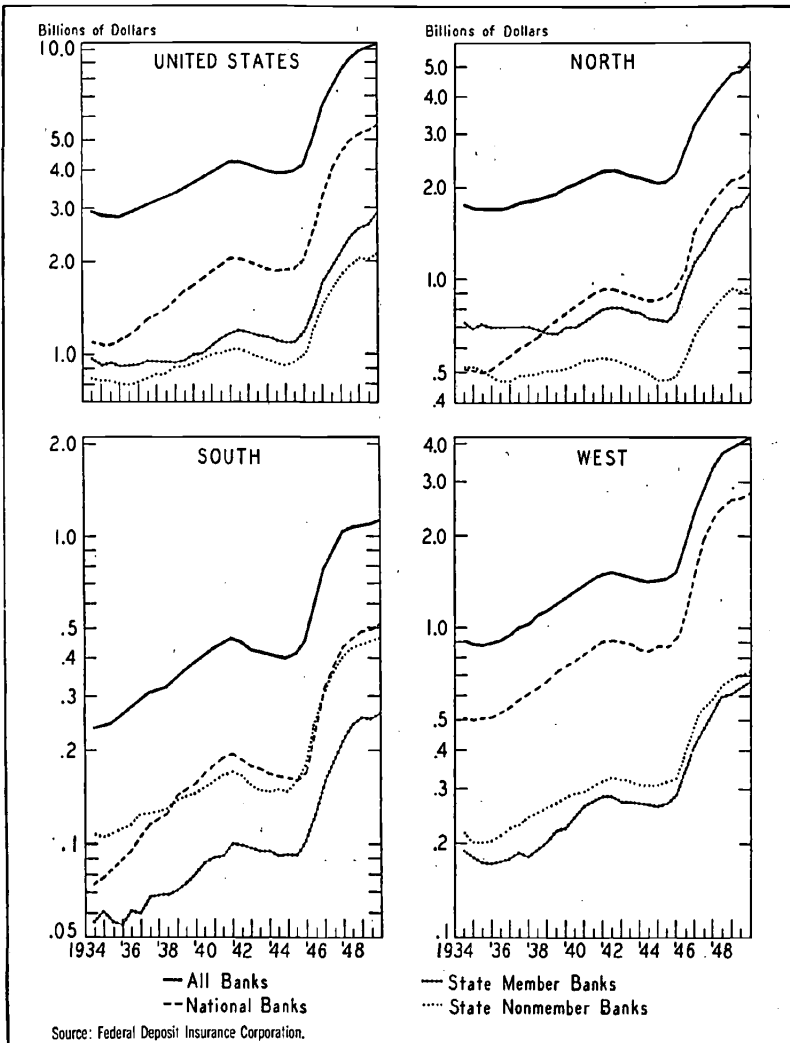 Billions of Dollars
Billions of Dollars
UNITED STATES
10.0
5.0
4.0
3.0
2.0
1.0
NORTH
5.0
4.0
3.0
2.0
1.0
.5
.4
SOUTH
2.0
1.0
.5
.4
.3
.2
.1
.05
1934 '36 '38 '40 '42 '44 '46 '48
WEST
4.0
3.0
2.0
1.0
.5
.4
.3
.2
.1
1934 '36 '38 '40 '42 '44 '46 '48
All Banks
National Banks
State Member Banks
State Nonmember Banks
Source: Federal Deposit Insurance Corporation.